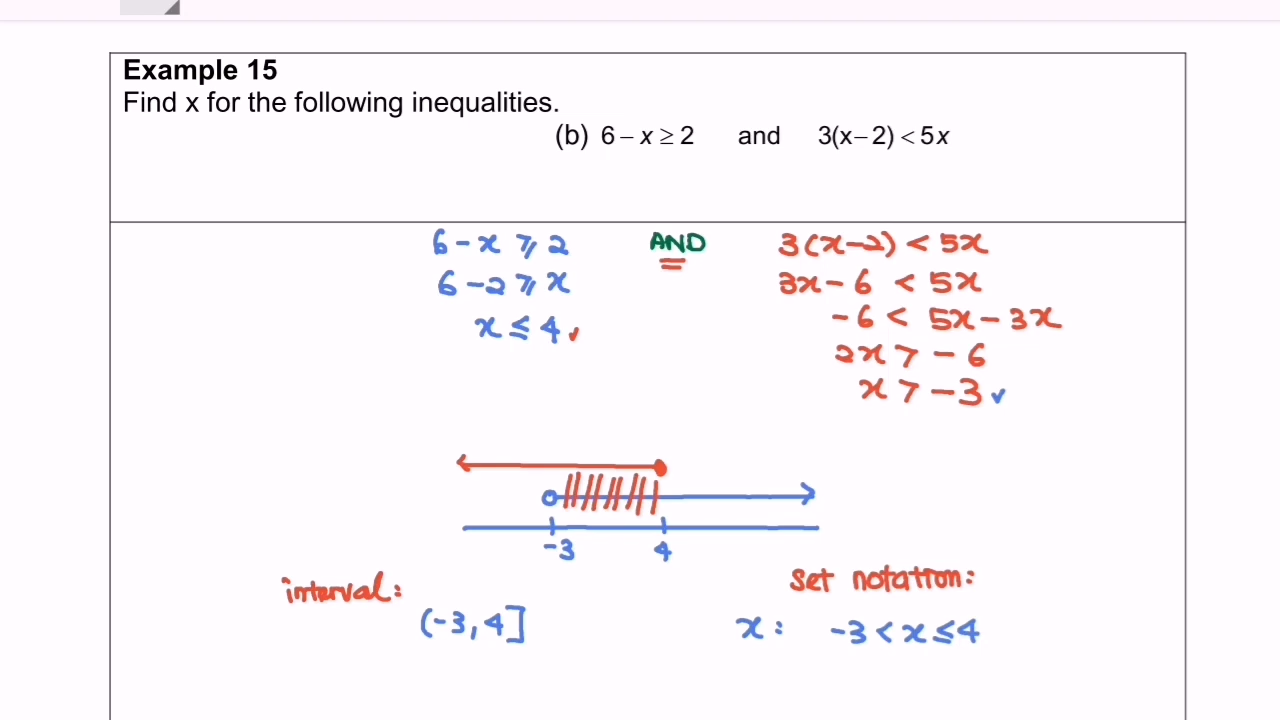 Example 15
Find x for the following inequalities.
(b) 6 – x ≥ 2 and 3(x – 2) < 5x
6 - x ≥ 2 AND 3(x-2) < 5x
6 - 2 ≥ x 3x - 6 < 5x
x ≤ 4 -6 < 5x - 3x
2x > -6
x > -3
-3 4
interval: set notation:
(-3, 4] x: -3 < x ≤ 4